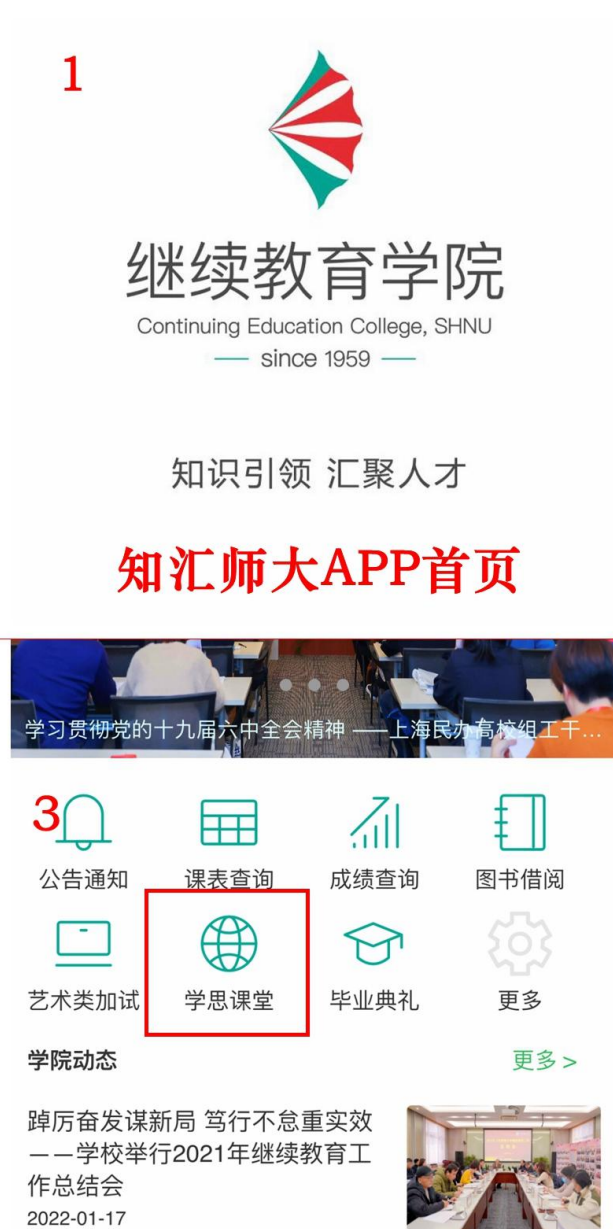 1
继续教育学院
Continuing Education College, SHNU
since 1959
知识引领 汇聚人才
知汇师大APP首页
学习贯彻党的十九届六中全会精神 ——上海民办高校组工干...
3
公告通知 课表查询 成绩查询 图书借阅
艺术类加试 学思课堂 毕业典礼 更多
学院动态 更多 >
踔厉奋发谋新局 笃行不怠重实效
——学校举行2021年继续教育工
作总结会
2022-01-17